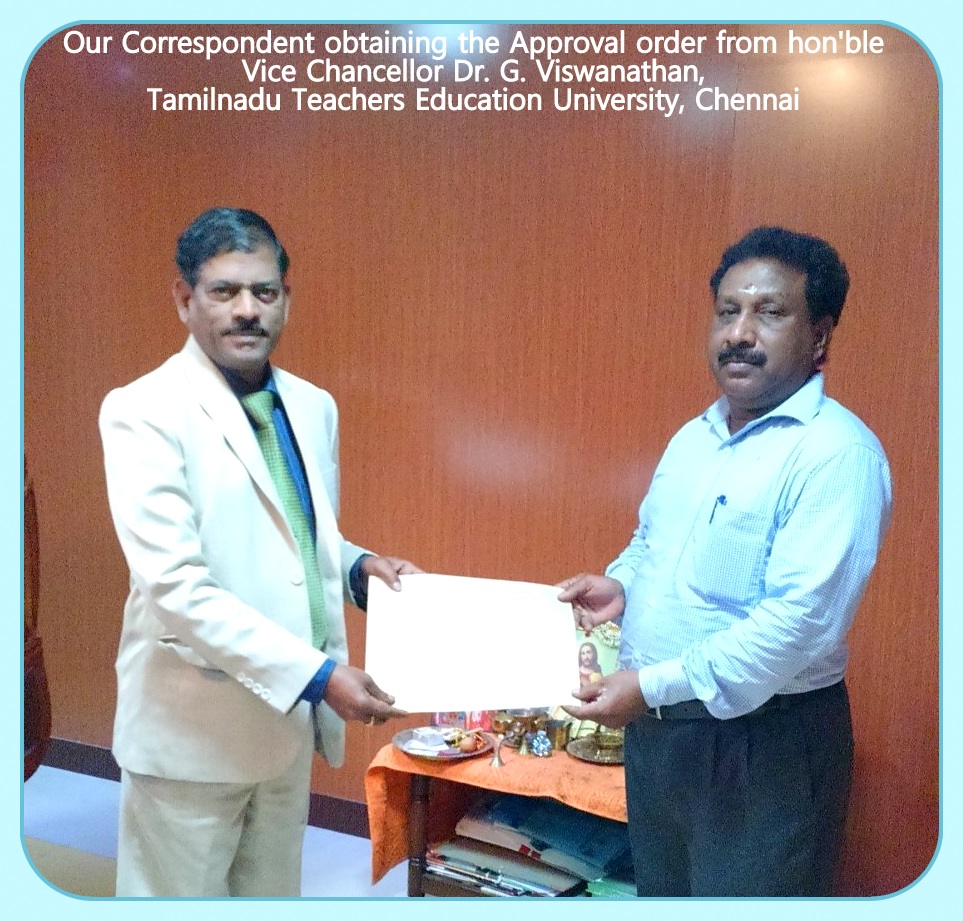 Our Correspondent obtaining the Approval order from hon'ble
Vice Chancellor Dr. G. Viswanathan,
Tamilnadu Teachers Education University, Chennai